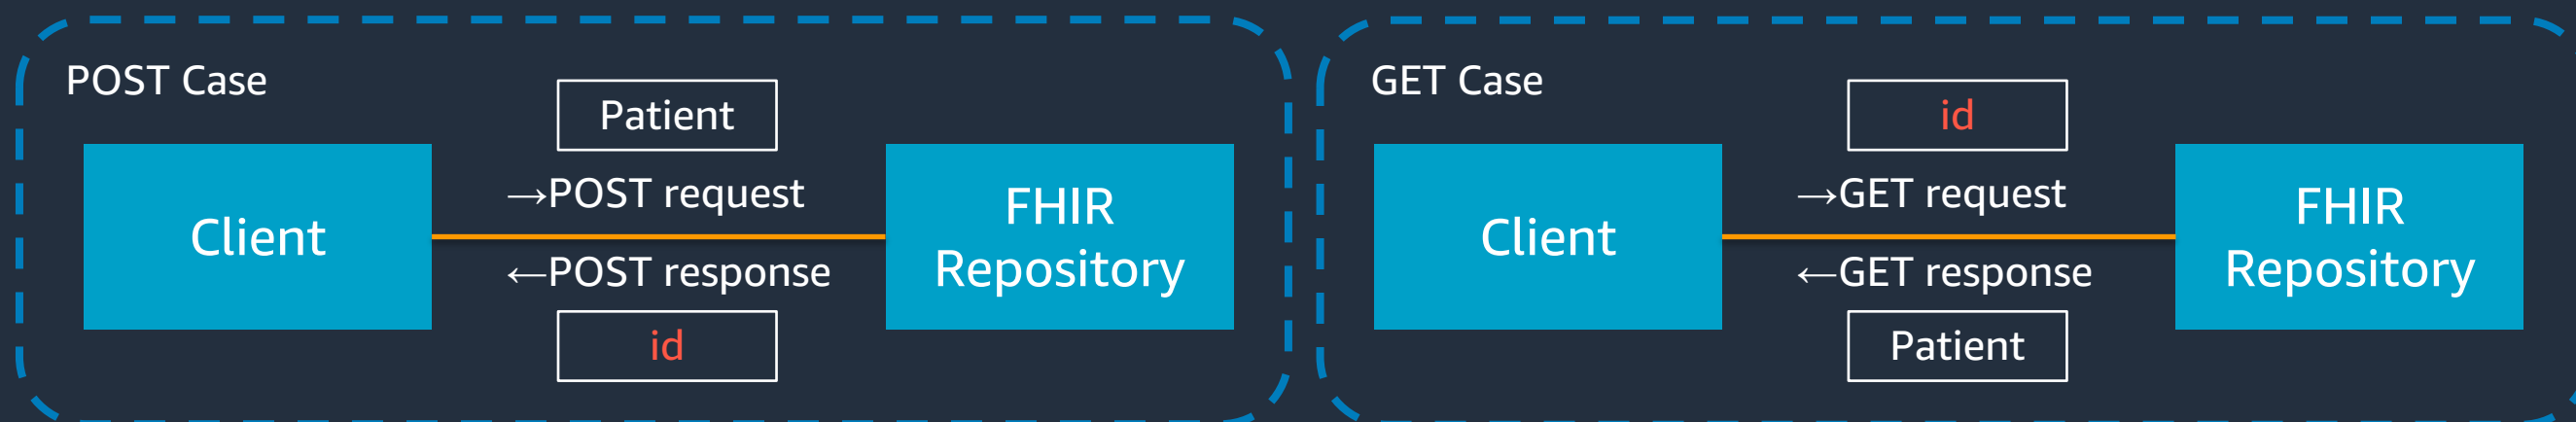 POST Case
Patient
Client
→POST request
←POST response
id
FHIR
Repository
GET Case
id
Client
→GET request
←GET response
Patient
FHIR
Repository